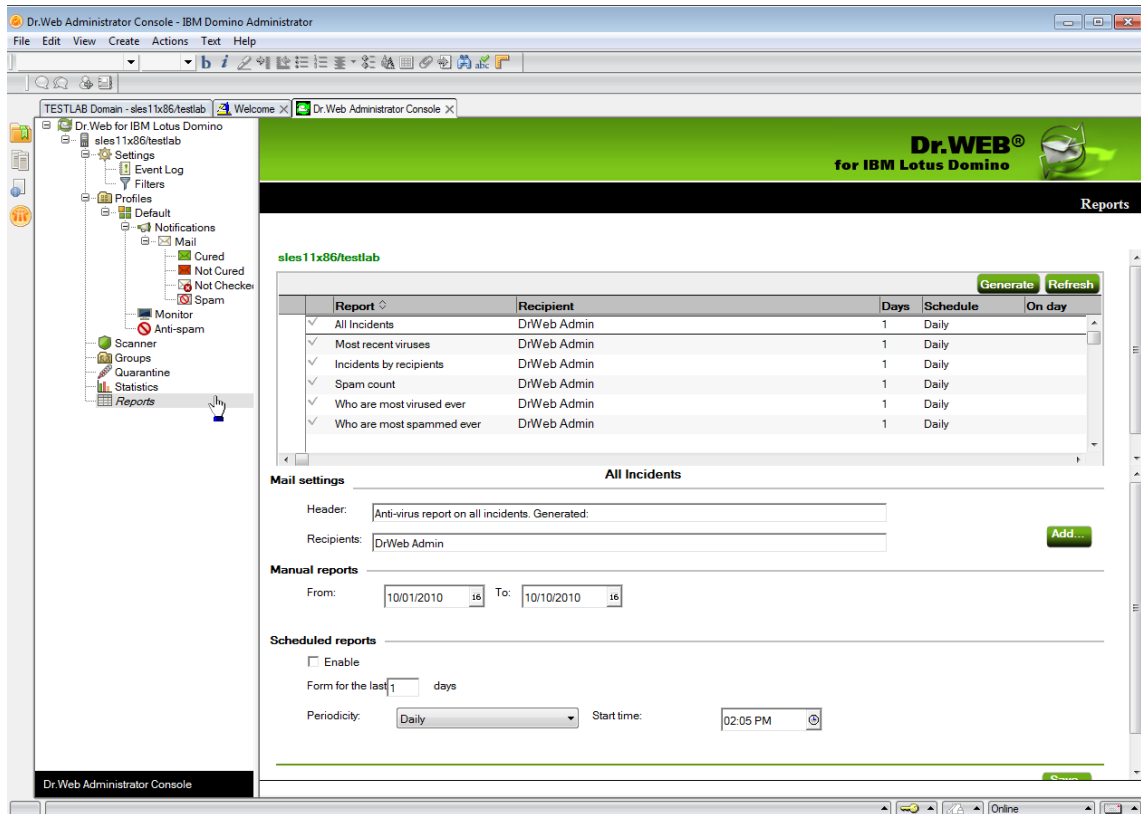 Dr.Web Administrator Console - IBM Domino Administrator
File Edit View Create Actions Text Help
b i
abc
TESTLAB Domain - sles11x86/testlab Welcome Dr.Web Administrator Console
Dr.Web for IBM Lotus Domino
sles11x86/testlab
Settings
Event Log
Filters
Profiles
Default
Notifications
Mail
Cured
Not Cured
Not Checked
Spam
Monitor
Anti-spam
Scanner
Groups
Quarantine
Statistics
Reports
Dr.Web Administrator Console
Dr.WEB®
for IBM Lotus Domino
Reports
sles11x86/testlab
Generate Refresh
Report Recipient Days Schedule On day
All Incidents DrWeb Admin 1 Daily
Most recent viruses DrWeb Admin 1 Daily
Incidents by recipients DrWeb Admin 1 Daily
Spam count DrWeb Admin 1 Daily
Who are most virused ever DrWeb Admin 1 Daily
Who are most spammed ever DrWeb Admin 1 Daily
All Incidents
Mail settings
Header: Anti-virus report on all incidents. Generated:
Recipients: DrWeb Admin Add...
Manual reports
From: 10/01/2010 16 To: 10/10/2010 16
Scheduled reports
Enable
Form for the last 1 days
Periodicity: Daily Start time: 02:05 PM
Save
Online